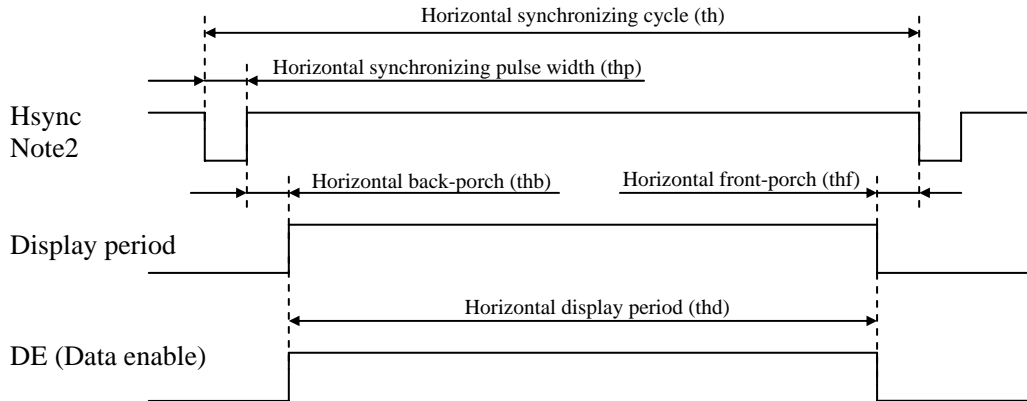 Horizontal synchronizing cycle (th)
Horizontal synchronizing pulse width (thp)
Hsync
Note2
Horizontal back-porch (thb)
Horizontal front-porch (thf)
Display period
Horizontal display period (thd)
DE (Data enable)